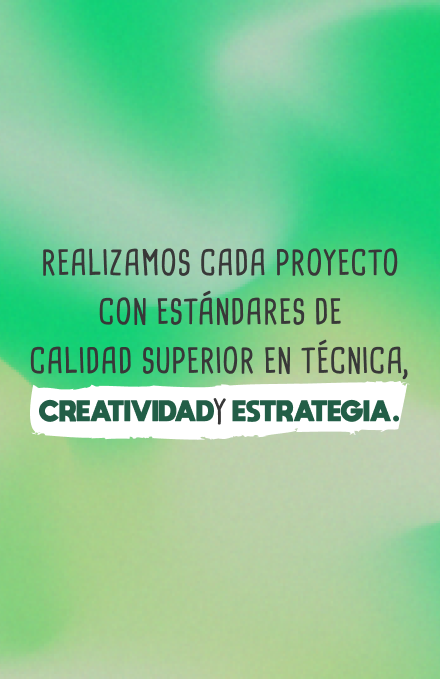 REALIZAMOS CADA PROYECTO
CON ESTÁNDARES DE
CALIDAD SUPERIOR EN TÉCNICA,
CREATIVIDAD Y ESTRATEGIA.